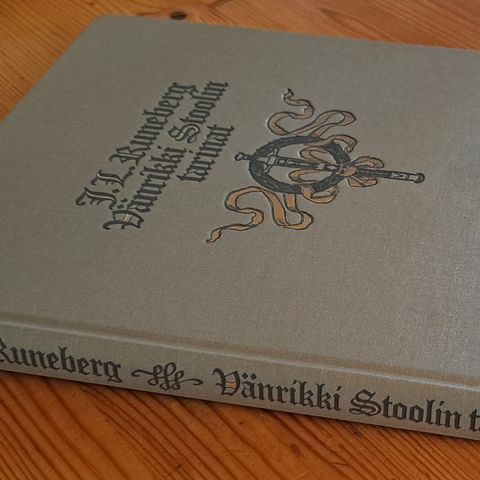 J. L. Runeberg
Vänrikki Stoolin
tarinat
Runeberg Vänrikki Stoolin t